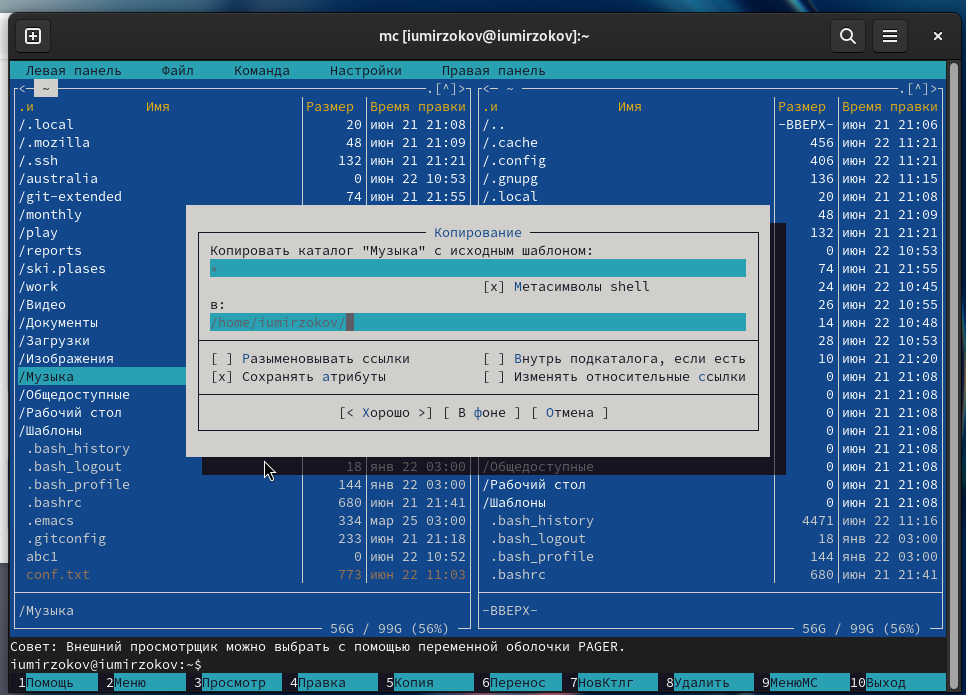 mc [iumirzokov@iumirzokov]:~
Левая панель Файл Команда Настройки Правая панель
<─ ~ ─.[^]>┐ ┌<─ ~ ─.[^]>
.и Имя Размер Время правки .и Имя Размер Время правки
/.local 20 июн 21 21:08 /.. -ВВЕРХ- июн 21 21:06
/.mozilla 48 июн 21 21:09 /.cache 456 июн 22 11:21
/.ssh 132 июн 21 21:21 /.config 406 июн 22 11:21
/australia 0 июн 22 10:53 /.gnupg 136 июн 22 11:15
/git-extended 74 июн 21 21:55 /.local 20 июн 21 21:08
/monthly 48 июн 21 21:09
/play 132 июн 21 21:21
/reports 0 июн 22 10:53
/ski.plases 74 июн 21 21:55
/work 24 июн 22 10:45
/Видео 26 июн 22 10:55
/Документы 14 июн 22 10:48
/Загрузки 28 июн 22 10:53
/Изображения 10 июн 21 21:20
/Музыка 0 июн 21 21:08
/Общедоступные 0 июн 21 21:08
/Рабочий стол 0 июн 21 21:08
/Шаблоны 0 июн 21 21:08
.bash_history 0 июн 21 21:08
.bash_logout 18 янв 22 03:00 /Общедоступные 0 июн 21 21:08
.bash_profile 144 янв 22 03:00 /Рабочий стол 0 июн 21 21:08
.bashrc 680 июн 21 21:41 /Шаблоны 0 июн 21 21:08
.emacs 334 мар 25 03:00 .bash_history 4471 июн 22 11:16
.gitconfig 233 июн 21 21:18 .bash_logout 18 янв 22 03:00
abc1 0 июн 22 10:52 .bash_profile 144 янв 22 03:00
conf.txt 773 июн 22 11:03 .bashrc 680 июн 21 21:41
/Музыка -ВВЕРХ-
56G / 99G (56%) 56G / 99G (56%)
Копирование
Копировать каталог "Музыка" с исходным шаблоном:
*
[x] Метасимволы shell
в:
/home/iumirzokov/
[ ] Разыменовывать ссылки [ ] Внутрь подкаталога, если есть
[x] Сохранять атрибуты [ ] Изменять относительные ссылки
[< Хорошо >] [ В фоне ] [ Отмена ]
Совет: Внешний просмотрщик можно выбрать с помощью переменной оболочки PAGER.
iumirzokov@iumirzokov:~$
1Помощь 2Меню 3Просмотр 4Правка 5Копия 6Перенос 7НовКтлг 8Удалить 9МенюМС 10Выход